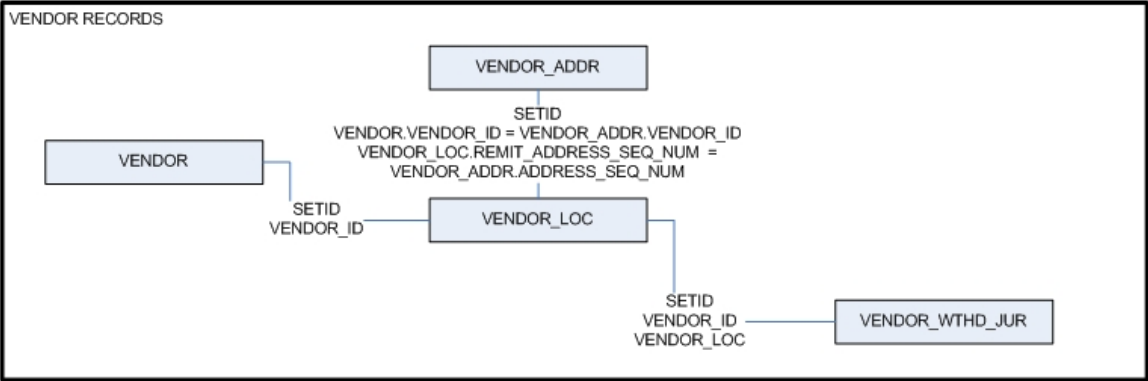 VENDOR RECORDS
VENDOR_ADDR
SETID
VENDOR.VENDOR_ID = VENDOR_ADDR.VENDOR_ID
VENDOR_LOC.REMIT_ADDRESS_SEQ_NUM =
VENDOR_ADDR.ADDRESS_SEQ_NUM
VENDOR
SETID
VENDOR_ID
VENDOR_LOC
SETID
VENDOR_ID
VENDOR_LOC
VENDOR_WTHD_JUR